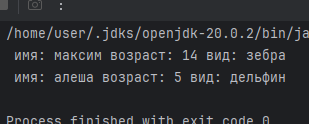 :
/home/user/.jdks/openjdk-20.0.2/bin/ja
имя: максим возраст: 14 вид: зебра
имя: алеша возраст: 5 вид: дельфин
Process finished with exit code 0